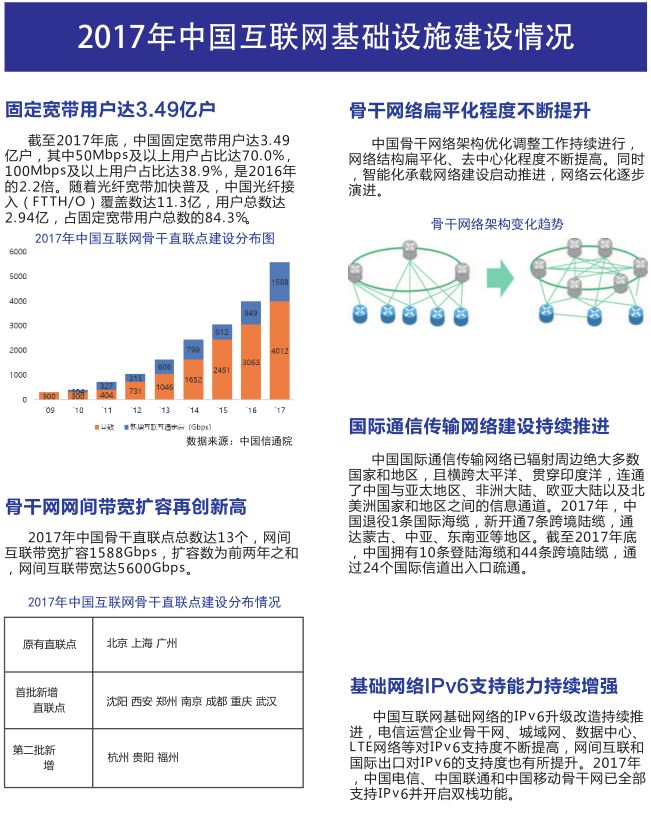 2017年中国互联网基础设施建设情况
固定宽带用户达3.49亿户
截至2017年底，中国固定宽带用户达3.49
亿户，其中50Mbps及以上用户占比达70.0%，
100Mbps及以上用户占比达38.9%，是2016年
的2.2倍。随着光纤宽带加快普及，中国光纤接
入（FTTH/O）覆盖数达11.3亿，用户总数达
2.94亿，占固定宽带用户总数的84.3%。
2017年中国互联网骨干直联点建设分布图
6000
5000
4000
3000
2000
1000
0
300
104
300
327
404
315
731
606
1046
799
1652
612
2451
949
3063
1588
4012
'09 '10 '11 '12 '13 '14 '15 '16 '17
(Gbps)
数据来源：中国信通院
骨干网网间带宽扩容再创新高
2017年中国骨干直联点总数达13个，网间
互联带宽扩容1588Gbps，扩容数为前两年之和
，网间互联带宽达5600Gbps。
2017年中国互联网骨干直联点建设分布情况
原有直联点 北京 上海 广州
首批新增
直联点
沈阳 西安 郑州 南京 成都 重庆 武汉
第二批新
增
杭州 贵阳 福州
骨干网络扁平化程度不断提升
中国骨干网络架构优化调整工作持续进行，
网络结构扁平化、去中心化程度不断提高。同时
，智能化承载网络建设启动推进，网络云化逐步
演进。
骨干网络架构变化趋势
国际通信传输网络建设持续推进
中国国际通信传输网络已辐射周边绝大多数
国家和地区，且横跨太平洋、贯穿印度洋，连通
了中国与亚太地区、非洲大陆、欧亚大陆以及北
美洲国家和地区之间的信息通道。2017年，中
国退役1条国际海缆，新开通7条跨境陆缆，通
达蒙古、中亚、东南亚等地区。截至2017年底
，中国拥有10条登陆海缆和44条跨境陆缆，通
过24个国际信道出入口疏通。
基础网络IPv6支持能力持续增强
中国互联网基础网络的IPv6升级改造持续推
进，电信运营企业骨干网、城域网、数据中心、
LTE网络等对IPv6支持度不断提高，网间互联和
国际出口对IPv6的支持度也有所提升。2017年
，中国电信、中国联通和中国移动骨干网已全部
支持IPv6并开启双栈功能。